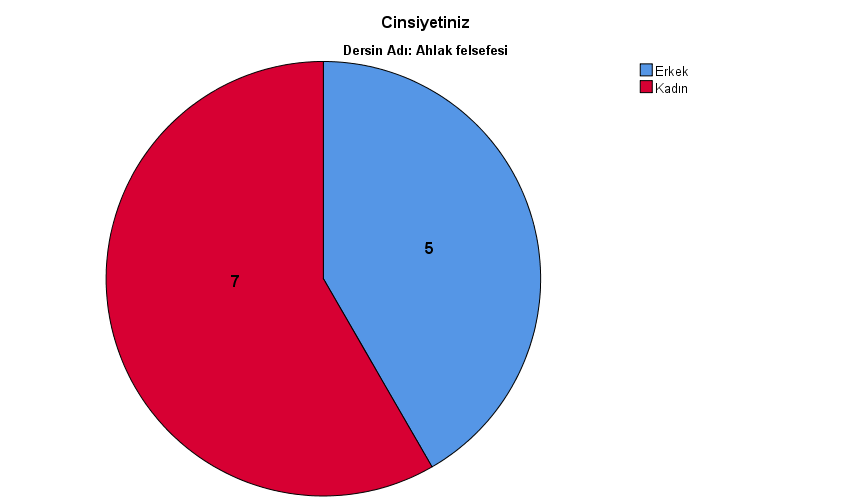 Cinsiyetiniz
Dersin Adı: Ahlak felsefesi
Erkek
Kadın
5
7